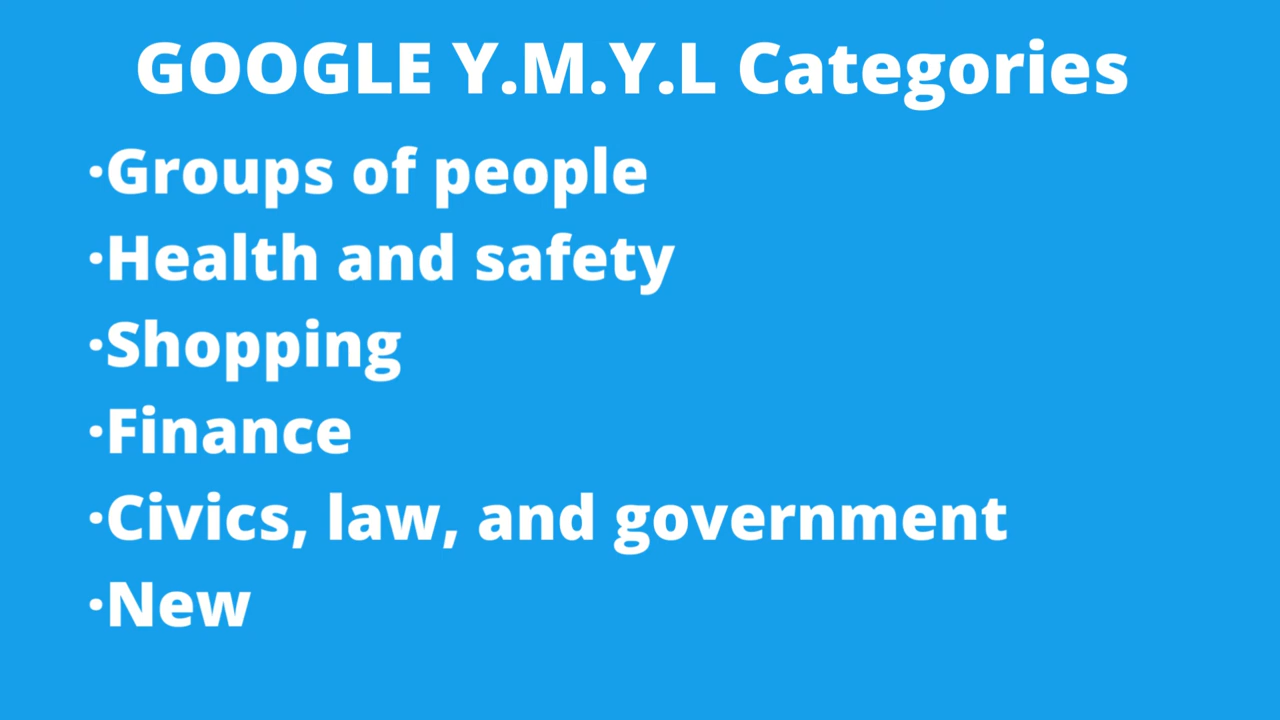 GOOGLE Y.M.Y.L Categories
·Groups of people
·Health and safety
·Shopping
·Finance
·Civics, law, and government
·New